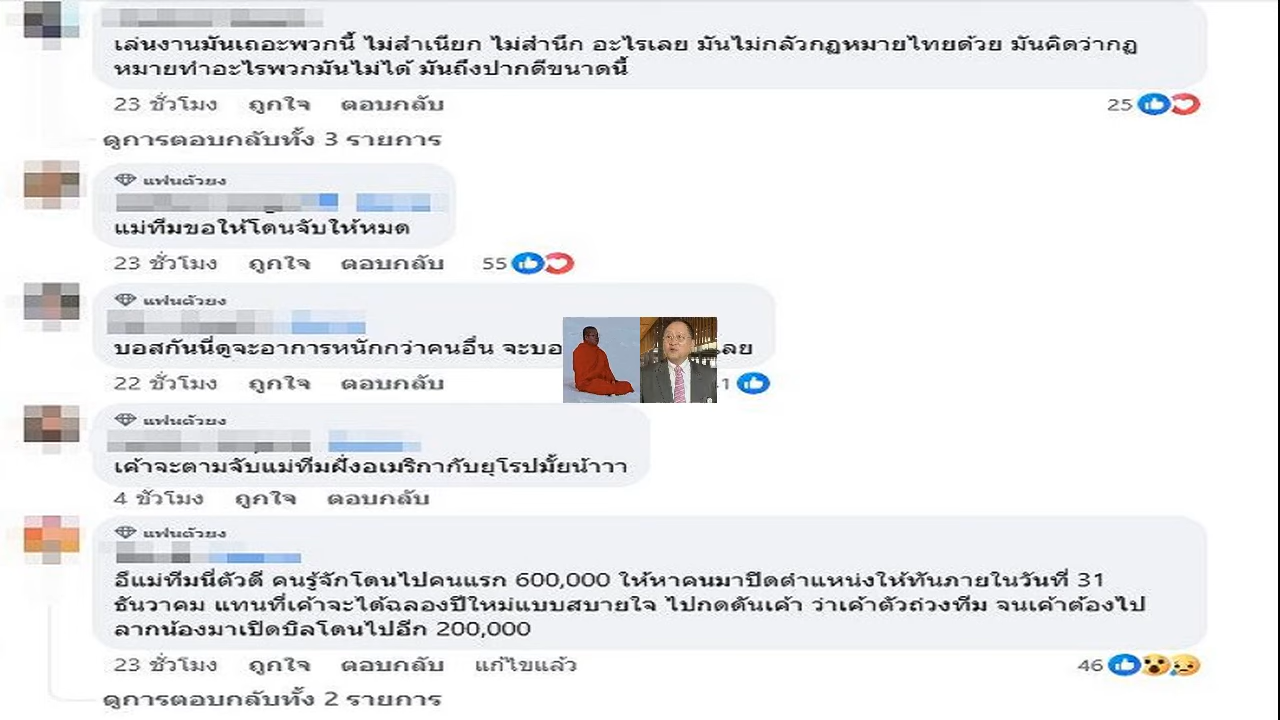 เล่นงานมันเถอะพวกนี้ ไม่สำเนียก ไม่สำนึก อะไรเลย มันไม่กลัวกฏหมายไทยด้วย มันคิดว่ากฏ
หมายทำอะไรพวกมันไม่ได้ มันถึงปากดีขนาดนี้
23 ชั่วโมง ถูกใจ ตอบกลับ 25
ดูการตอบกลับทั้ง 3 รายการ
แฟนตัวยง
แม่ทีมขอให้โดนจับให้หมด
23 ชั่วโมง ถูกใจ ตอบกลับ 55
แฟนตัวยง
บอสกันนี่ดูจะอาการหนักกว่าคนอื่น จะบอ เลย
22 ชั่วโมง ถูกใจ ตอบกลับ
แฟนตัวยง
เค้าจะตามจับแม่ทีมฝั่งอเมริกากับยุโรปมั้ยน้าาา
4 ชั่วโมง ถูกใจ ตอบกลับ
แฟนตัวยง
อีแม่ทีมนี่ตัวดี คนรู้จักโดนไปคนแรก 600,000 ให้หาคนมาปิดตำแหน่งให้ทันภายในวันที่ 31
ธันวาคม แทนที่เค้าจะได้ฉลองปีใหม่แบบสบายใจ ไปกดดันเค้า ว่าเค้าตัวถ่วงทีม จนเค้าต้องไป
ลากน้องมาเปิดบิลโดนไปอีก 200,000
23 ชั่วโมง ถูกใจ ตอบกลับ แก้ไขแล้ว 46
ดูการตอบกลับทั้ง 2 รายการ